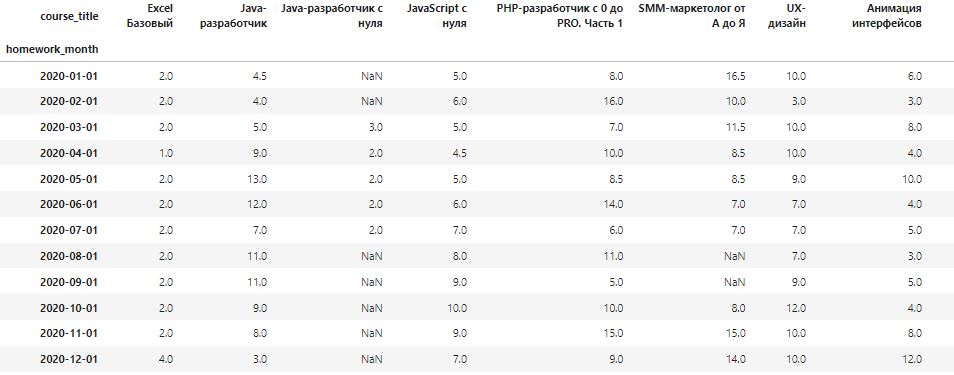 course_title Excel Базовый Java-разработчик Java-разработчик с нуля JavaScript с нуля PHP-разработчик с 0 до PRO. Часть 1 SMM-маркетолог от А до Я UX-дизайн Анимация интерфейсов
homework_month
2020-01-01 2.0 4.5 NaN 5.0 8.0 16.5 10.0 6.0
2020-02-01 2.0 4.0 NaN 6.0 16.0 10.0 3.0 3.0
2020-03-01 2.0 5.0 3.0 5.0 7.0 11.5 10.0 8.0
2020-04-01 1.0 9.0 2.0 4.5 10.0 8.5 10.0 4.0
2020-05-01 2.0 13.0 2.0 5.0 8.5 8.5 9.0 10.0
2020-06-01 2.0 12.0 2.0 6.0 14.0 7.0 7.0 4.0
2020-07-01 2.0 7.0 2.0 7.0 6.0 7.0 7.0 5.0
2020-08-01 2.0 11.0 NaN 8.0 11.0 NaN 7.0 3.0
2020-09-01 2.0 11.0 NaN 9.0 5.0 NaN 9.0 5.0
2020-10-01 2.0 9.0 NaN 10.0 10.0 8.0 12.0 4.0
2020-11-01 2.0 8.0 NaN 9.0 15.0 15.0 10.0 8.0
2020-12-01 4.0 3.0 NaN 7.0 9.0 14.0 10.0 12.0